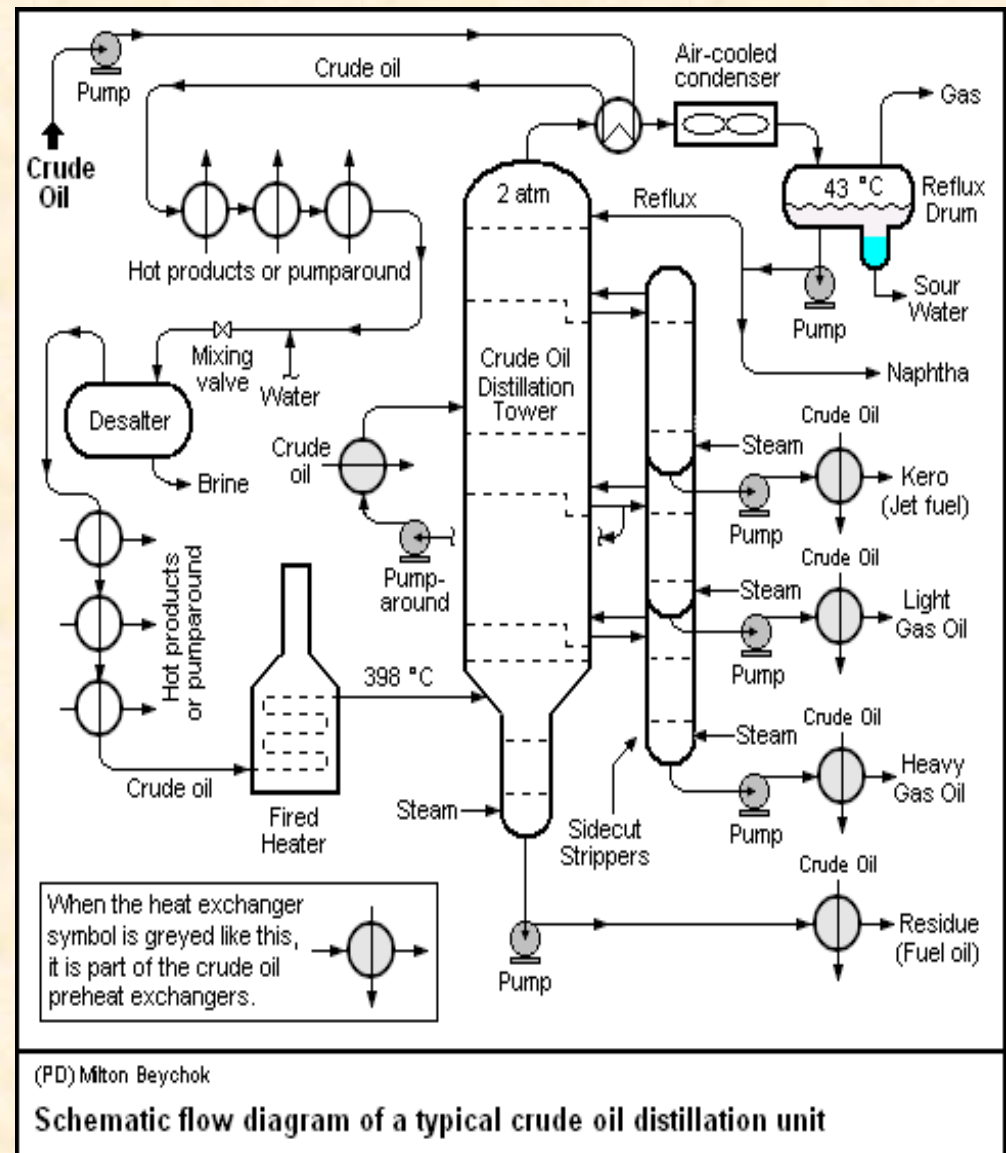 Pump
Crude oil
Air-cooled
condenser
Gas
Crude
Oil
2 atm
Reflux
43 °C
Reflux
Drum
Hot products or pumparound
Sour
Water
Pump
Mixing
valve
Water
Crude Oil
Distillation
Tower
Naphtha
Desalter
Crude Oil
Steam
Crude
oil
Brine
Kero
(Jet fuel)
Pump
Crude Oil
Pump-
around
Hot products
or pumparound
Steam
Light
Gas Oil
Pump
398 °C
Crude Oil
Steam
Crude oil
Heavy
Gas Oil
Steam
Fired
Heater
Sidecut
Strippers
Pump
Crude Oil
When the heat exchanger
symbol is greyed like this,
it is part of the crude oil
preheat exchangers.
Residue
(Fuel oil)
Pump
(PD) Milton Beychok
Schematic flow diagram of a typical crude oil distillation unit